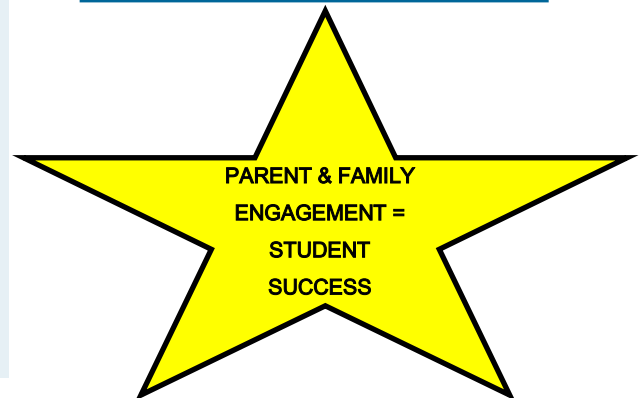 PARENT & FAMILY
ENGAGEMENT =
STUDENT
SUCCESS